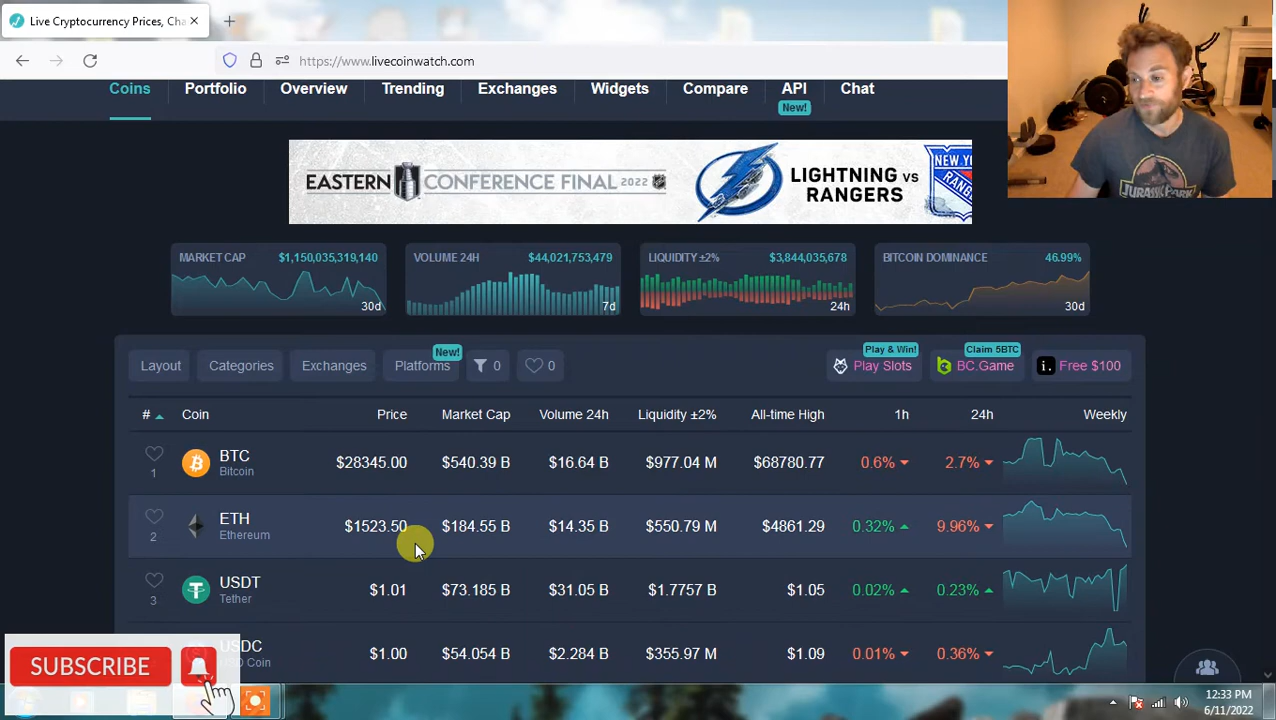 Live Cryptocurrency Prices, Cha
https://www.livecoinwatch.com
Coins Portfolio Overview Trending Exchanges Widgets Compare API Chat
New!
EASTERN CONFERENCE FINAL 2022
LIGHTNING vs RANGERS
NEW YO
RANG
JURASSIC PARK
MARKET CAP $1,150,035,319,140
30d
VOLUME 24H $44,021,753,479
7d
LIQUIDITY ±2% $3,844,035,678
24h
BITCOIN DOMINANCE 46.99%
30d
New! Play & Win! Claim 5BTC
Layout Categories Exchanges Platforms 0 0 Play Slots BC.Game i. Free $100
# Coin Price Market Cap Volume 24h Liquidity ±2% All-time High 1h 24h Weekly
1 BTC Bitcoin $28345.00 $540.39 B $16.64 B $977.04 M $68780.77 0.6% 2.7%
2 ETH Ethereum $1523.50 $184.55 B $14.35 B $550.79 M $4861.29 0.32% 9.96%
3 USDT Tether $1.01 $73.185 B $31.05 B $1.7757 B $1.05 0.02% 0.23%
USDC USD Coin $1.00 $54.054 B $2.284 B $355.97 M $1.09 0.01% 0.36%
SUBSCRIBE
12:33 PM
6/11/2022